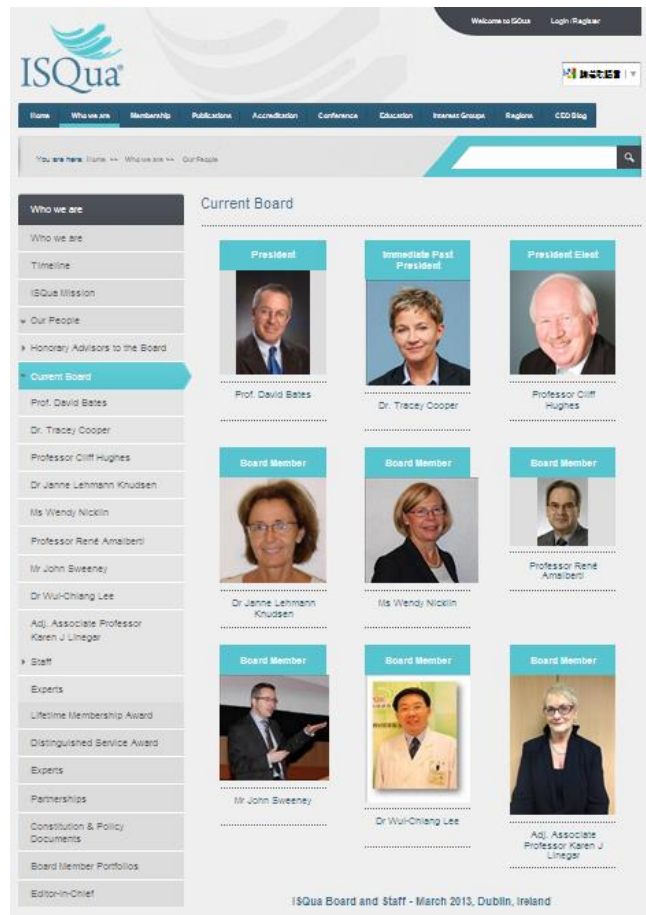 Welcome to ISQua Login / Register
ISQua
Home Who we are Membership Publications Accreditation Conference Education Interest Groups Regions CEO Blog
You are here: Home >> Who we are >> Our People
Who we are
Who we are
Timeline
ISQua Mission
Our People
Honorary Advisors to the Board
Current Board
Prof. David Bates
Dr. Tracey Cooper
Professor Cliff Hughes
Dr Janne Lehmann Knudsen
Ms Wendy Nicklin
Professor René Amalberti
Mr John Sweeney
Dr Wui-Chiang Lee
Adj. Associate Professor
Karen J Linegar
Staff
Experts
Lifetime Membership Award
Distinguished Service Award
Experts
Partnerships
Constitution & Policy
Documents
Board Member Portfolios
Editor-in-Chief
Current Board
President
Prof. David Bates
Immediate Past
President
Dr. Tracey Cooper
President Elect
Professor Cliff
Hughes
Board Member
Dr Janne Lehmann
Knudsen
Board Member
Ms Wendy Nicklin
Board Member
Professor René
Amalberti
Board Member
Mr John Sweeney
Board Member
Dr Wui-Chiang Lee
Board Member
Adj. Associate
Professor Karen J
Linegar
ISQua Board and Staff - March 2013, Dublin, Ireland